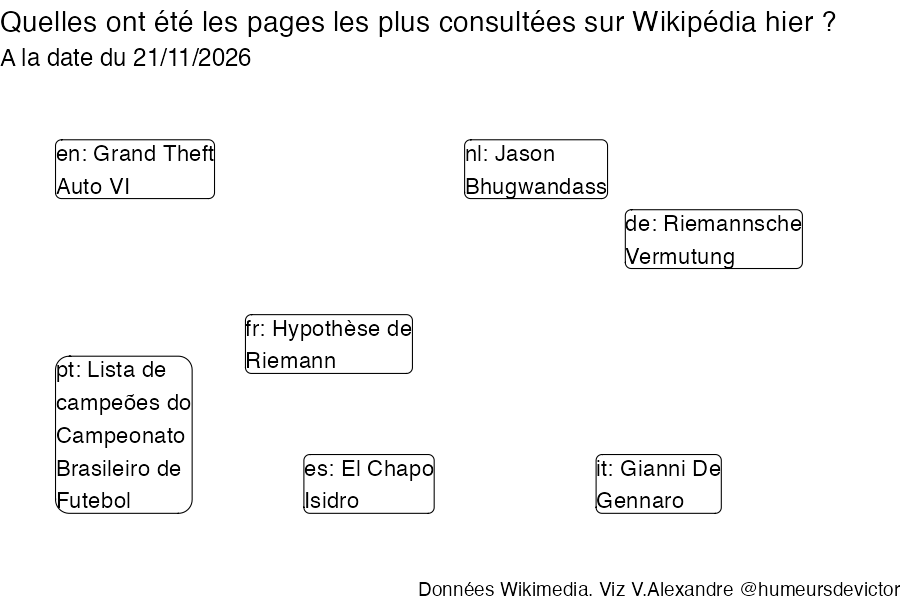 Quelles ont été les pages les plus consultées sur Wikipédia hier ?
A la date du 21/11/2026
en: Grand Theft
Auto VI
nl: Jason
Bhugwandass
de: Riemannsche
Vermutung
fr: Hypothèse de
Riemann
pt: Lista de
campeões do
Campeonato
Brasileiro de
Futebol
es: El Chapo
Isidro
it: Gianni De
Gennaro
Données Wikimedia. Viz V.Alexandre @humeursdevictor